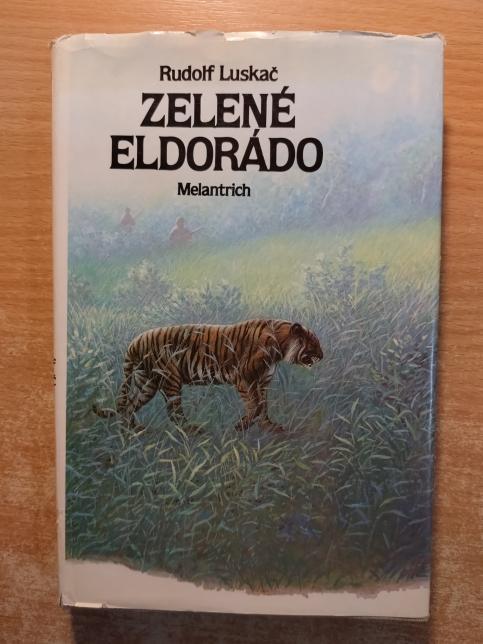 Rudolf Luskač
ZELENÉ
ELDORÁDO
Melantrich